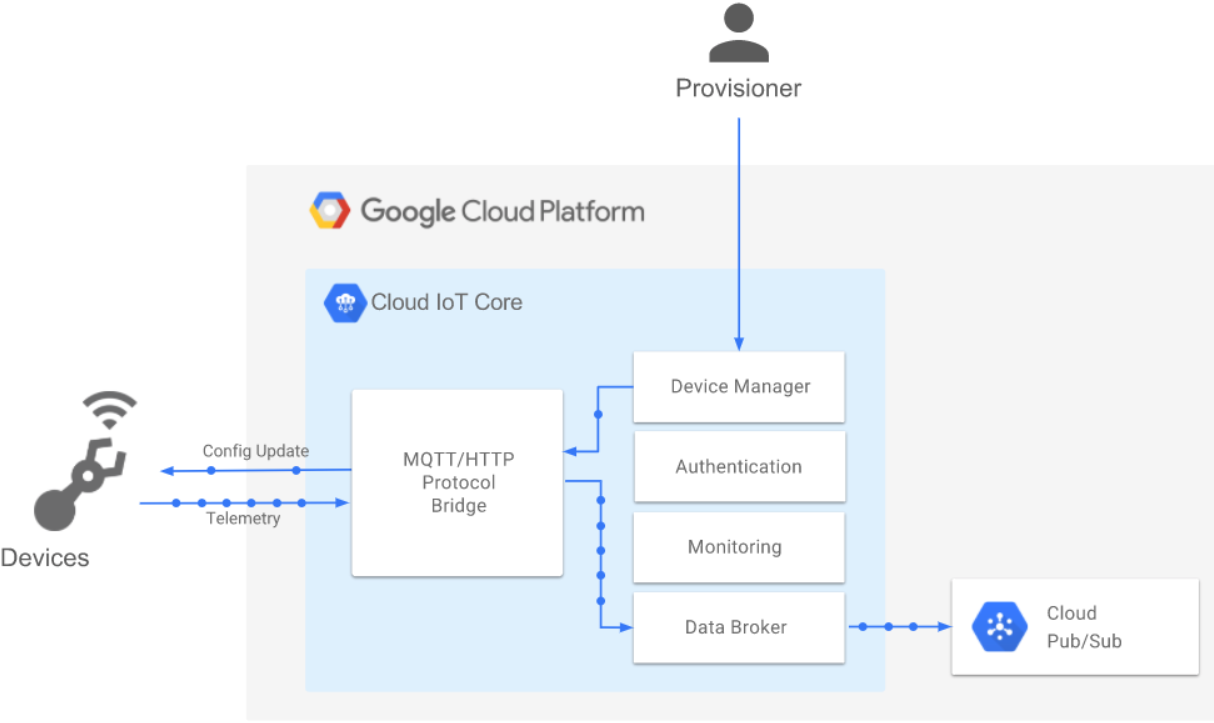 Provisioner
Google Cloud Platform
Cloud IoT Core
Device Manager
Config Update
MQTT/HTTP
Protocol
Bridge
Authentication
Telemetry
Devices
Monitoring
Data Broker
Cloud
Pub/Sub